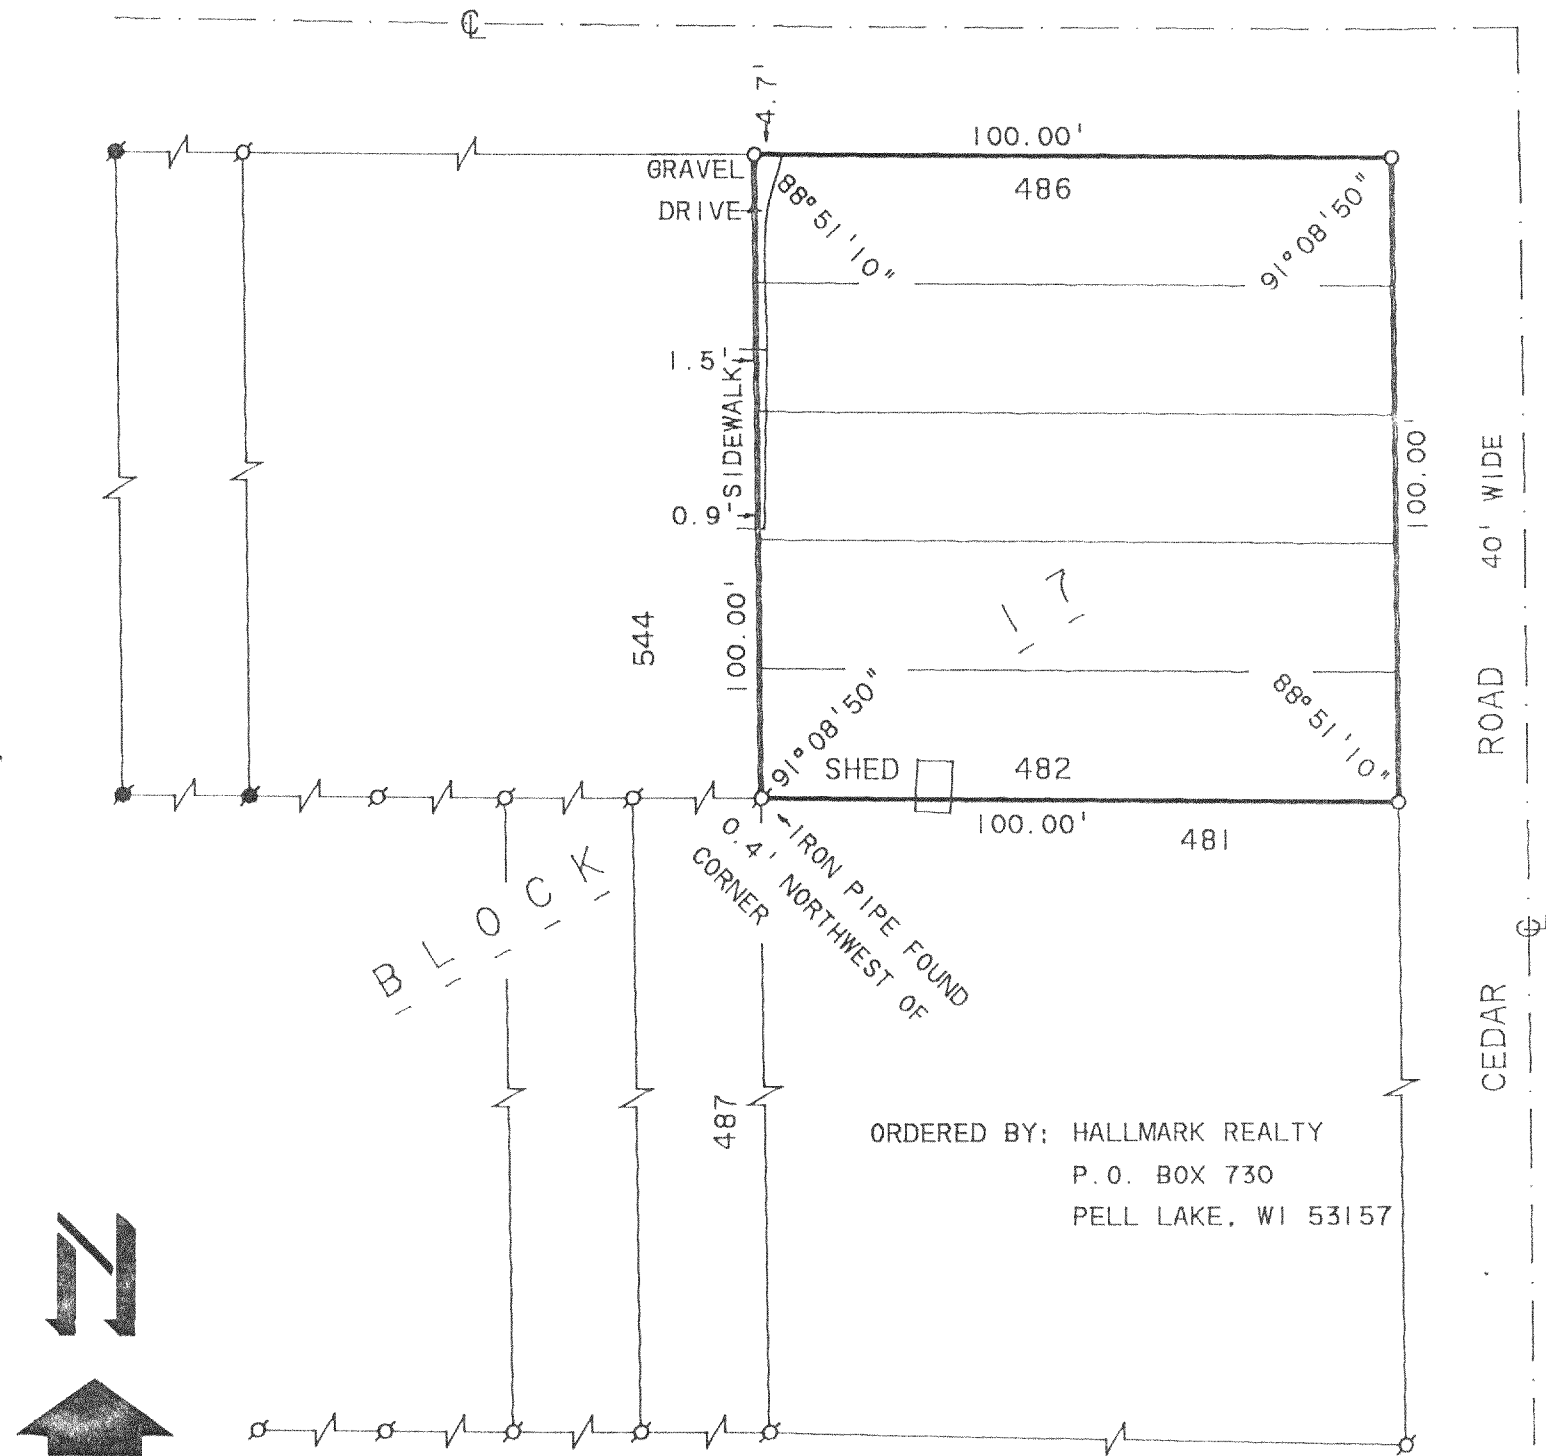 ℄
4.7'
100.00'
GRAVEL
DRIVE
486
88°51'10"
91°08'50"
1.5'
SIDEWALK
0.9'
100.00'
40' WIDE
544
100.00'
17
ROAD
91°08'50"
88°51'10"
SHED
482
100.00'
481
IRON PIPE FOUND
0.4' NORTHWEST OF
CORNER
BLOCK
℄
CEDAR
487
ORDERED BY: HALLMARK REALTY
P.O. BOX 730
PELL LAKE, WI 53157
N